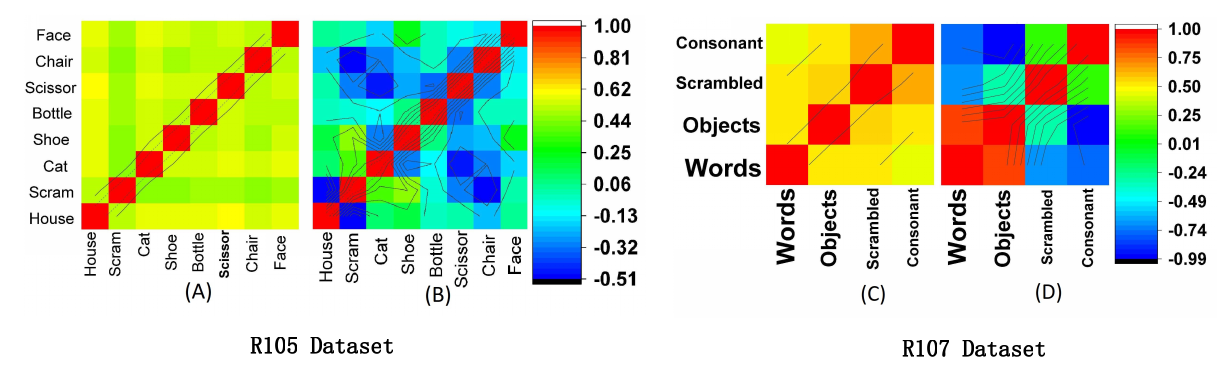 Face
Chair
Scissor
Bottle
Shoe
Cat
Scram
House
House
Scram
Cat
Shoe
Bottle
Scissor
Chair
Face
(A)
House
Scram
Cat
Shoe
Bottle
Scissor
Chair
Face
(B)
1.00
0.81
0.62
0.44
0.25
0.06
-0.13
-0.32
-0.51
R105 Dataset
Consonant
Scrambled
Objects
Words
Words
Objects
Scrambled
Consonant
(C)
Words
Objects
Scrambled
Consonant
(D)
1.00
0.75
0.50
0.25
0.01
-0.24
-0.49
-0.74
-0.99
R107 Dataset